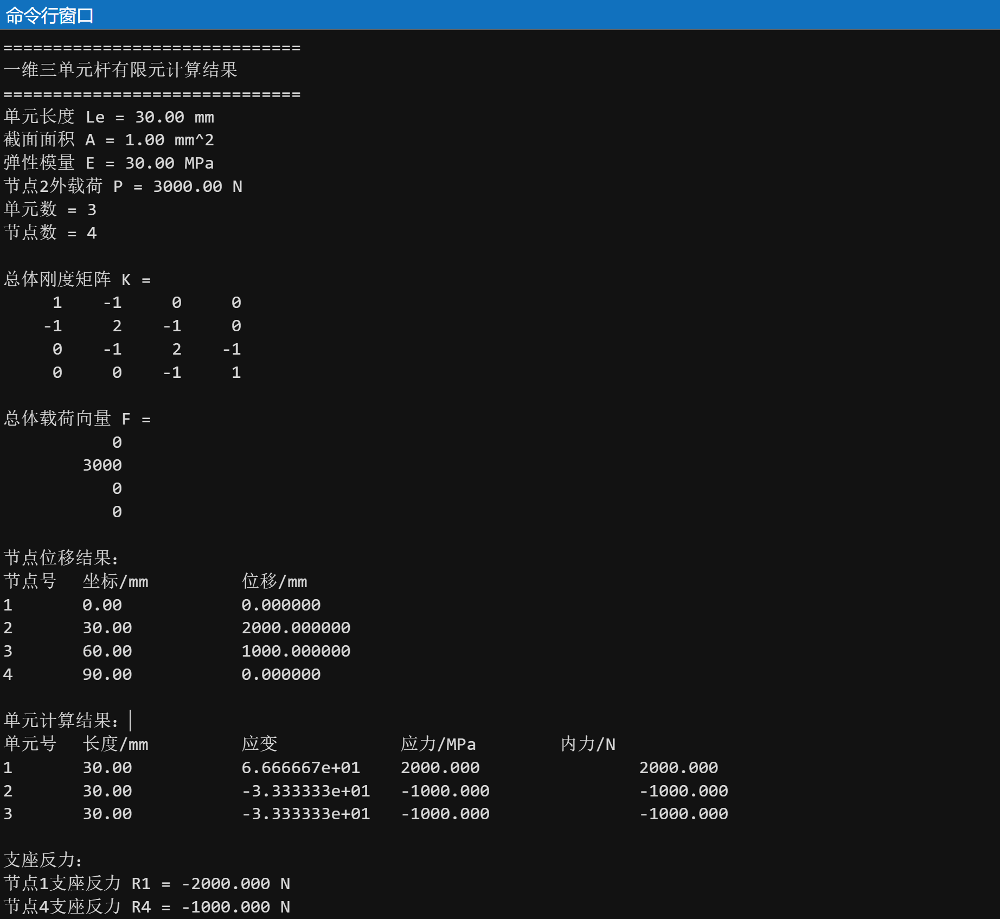 命令行窗口
==============================
一维三单元杆有限元计算结果
==============================
单元长度 Le = 30.00 mm
截面面积 A = 1.00 mm^2
弹性模量 E = 30.00 MPa
节点2外载荷 P = 3000.00 N
单元数 = 3
节点数 = 4
总体刚度矩阵 K =
1 -1 0 0
-1 2 -1 0
0 -1 2 -1
0 0 -1 1
总体载荷向量 F =
0
3000
0
0
节点位移结果：
节点号 坐标/mm 位移/mm
1 0.00 0.000000
2 30.00 2000.000000
3 60.00 1000.000000
4 90.00 0.000000
单元计算结果：
单元号 长度/mm 应变 应力/MPa 内力/N
1 30.00 6.666667e+01 2000.000 2000.000
2 30.00 -3.333333e+01 -1000.000 -1000.000
3 30.00 -3.333333e+01 -1000.000 -1000.000
支座反力：
节点1支座反力 R1 = -2000.000 N
节点4支座反力 R4 = -1000.000 N